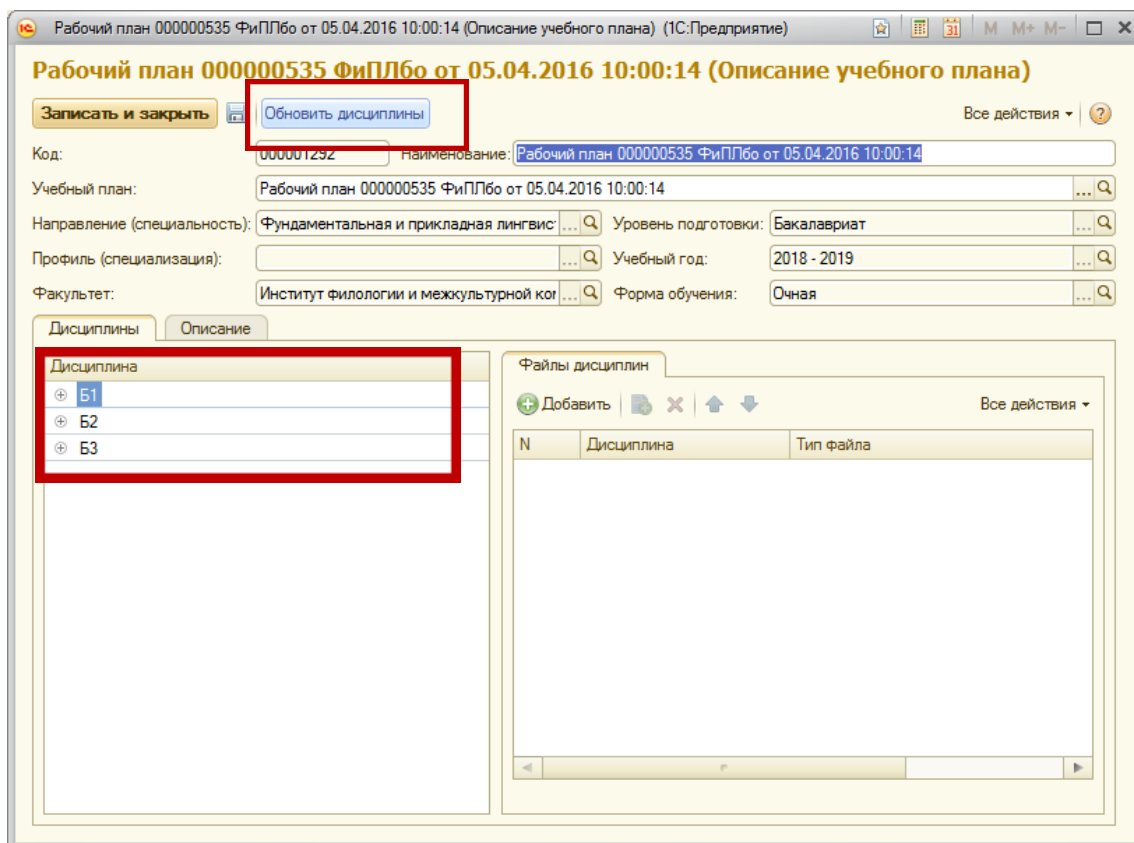 Рабочий план 000000535 ФиПЛбо от 05.04.2016 10:00:14 (Описание учебного плана) (1С:Предприятие) 31 M M+ M-
Рабочий план 000000535 ФиПЛбо от 05.04.2016 10:00:14 (Описание учебного плана)
Записать и закрыть Обновить дисциплины Все действия ?
Код: 000001292 Наименование: Рабочий план 000000535 ФиПЛбо от 05.04.2016 10:00:14
Учебный план: Рабочий план 000000535 ФиПЛбо от 05.04.2016 10:00:14 ...
Направление (специальность): Фундаментальная и прикладная лингвис ... Уровень подготовки: Бакалавриат ...
Профиль (специализация): ... Учебный год: 2018 - 2019 ...
Факультет: Институт филологии и межкультурной ког ... Форма обучения: Очная ...
Дисциплины Описание
Дисциплина
Б1
Б2
Б3
Файлы дисциплин
Добавить Все действия
N Дисциплина Тип файла